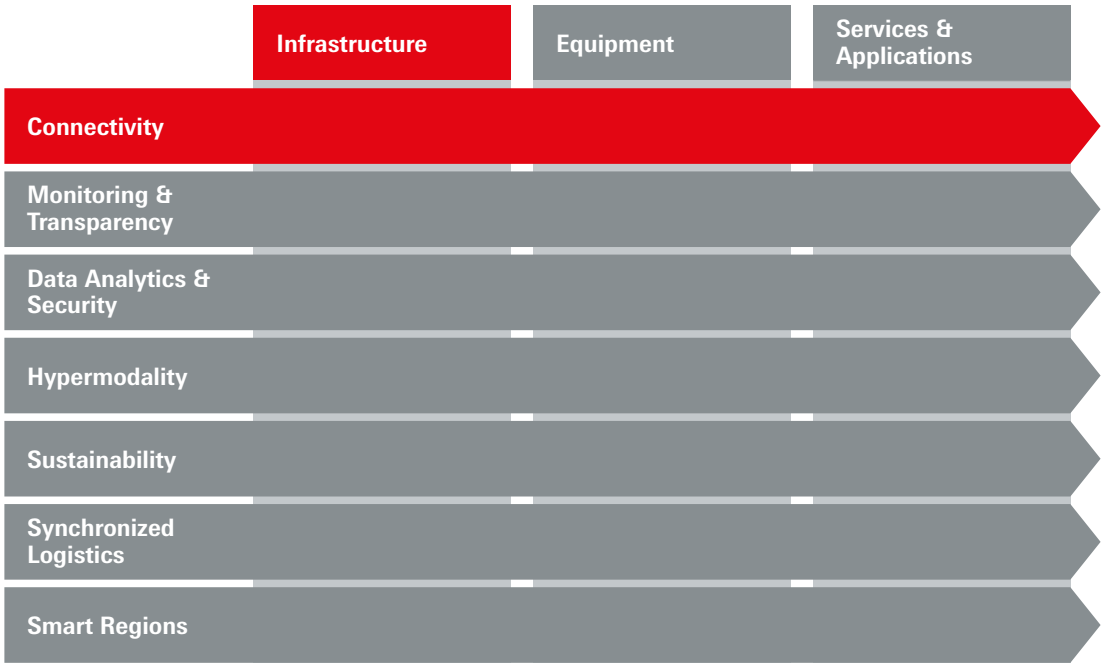 Infrastructure
Equipment
Services &
Applications
Connectivity
Monitoring &
Transparency
Data Analytics &
Security
Hypermodality
Sustainability
Synchronized
Logistics
Smart Regions